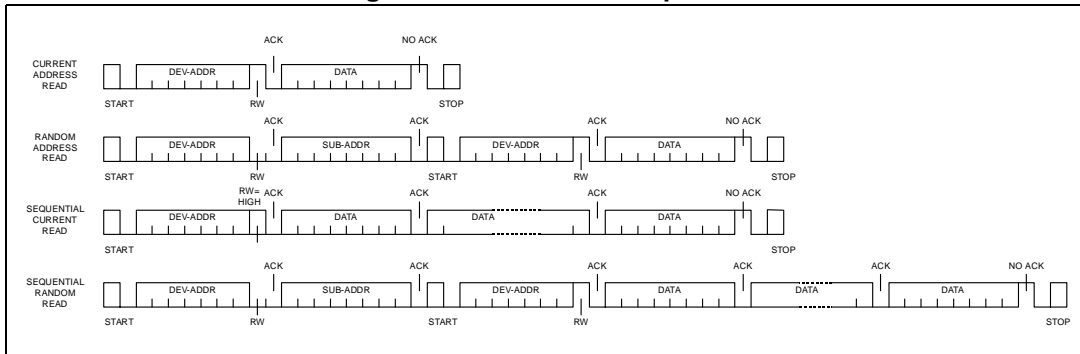 ACK NO ACK
CURRENT
ADDRESS
READ
DEV-ADDR DATA
START RW STOP
ACK ACK ACK NO ACK
RANDOM
ADDRESS
READ
DEV-ADDR SUB-ADDR DEV-ADDR DATA
START RW START RW STOP
RW=
HIGH
ACK ACK ACK NO ACK
SEQUENTIAL
CURRENT
READ
DEV-ADDR DATA DATA DATA
START STOP
ACK ACK ACK ACK ACK NO ACK
SEQUENTIAL
RANDOM
READ
DEV-ADDR SUB-ADDR DEV-ADDR DATA DATA DATA
START RW START RW STOP